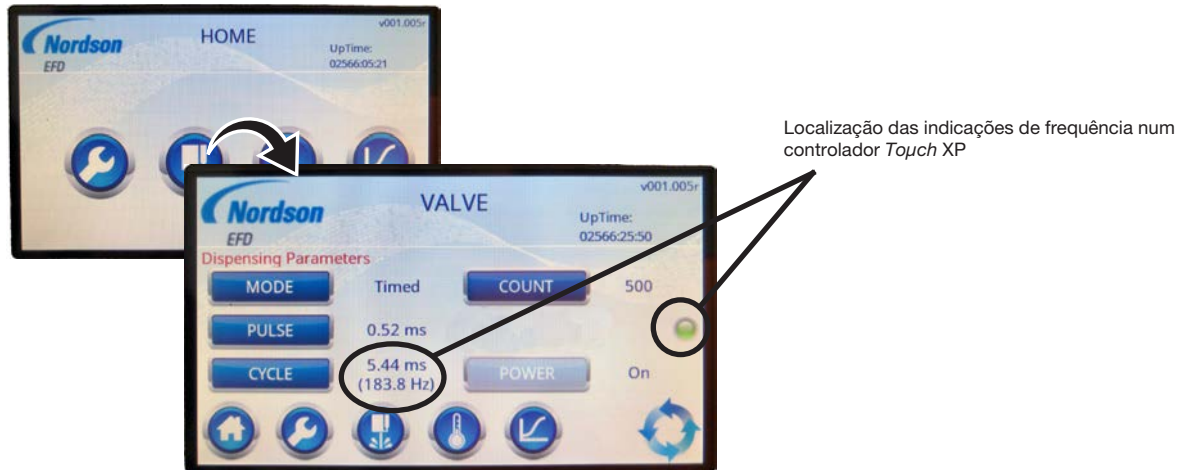 Nordson
EFD
HOME
v001.005r
UpTime:
02566:05:21
Localização das indicações de frequência num
controlador Touch XP
Nordson
EFD
VALVE
v001.005r
UpTime:
02566:25:50
Dispensing Parameters
MODE Timed COUNT 500
PULSE 0.52 ms
CYCLE 5.44 ms
(183.8 Hz) POWER On